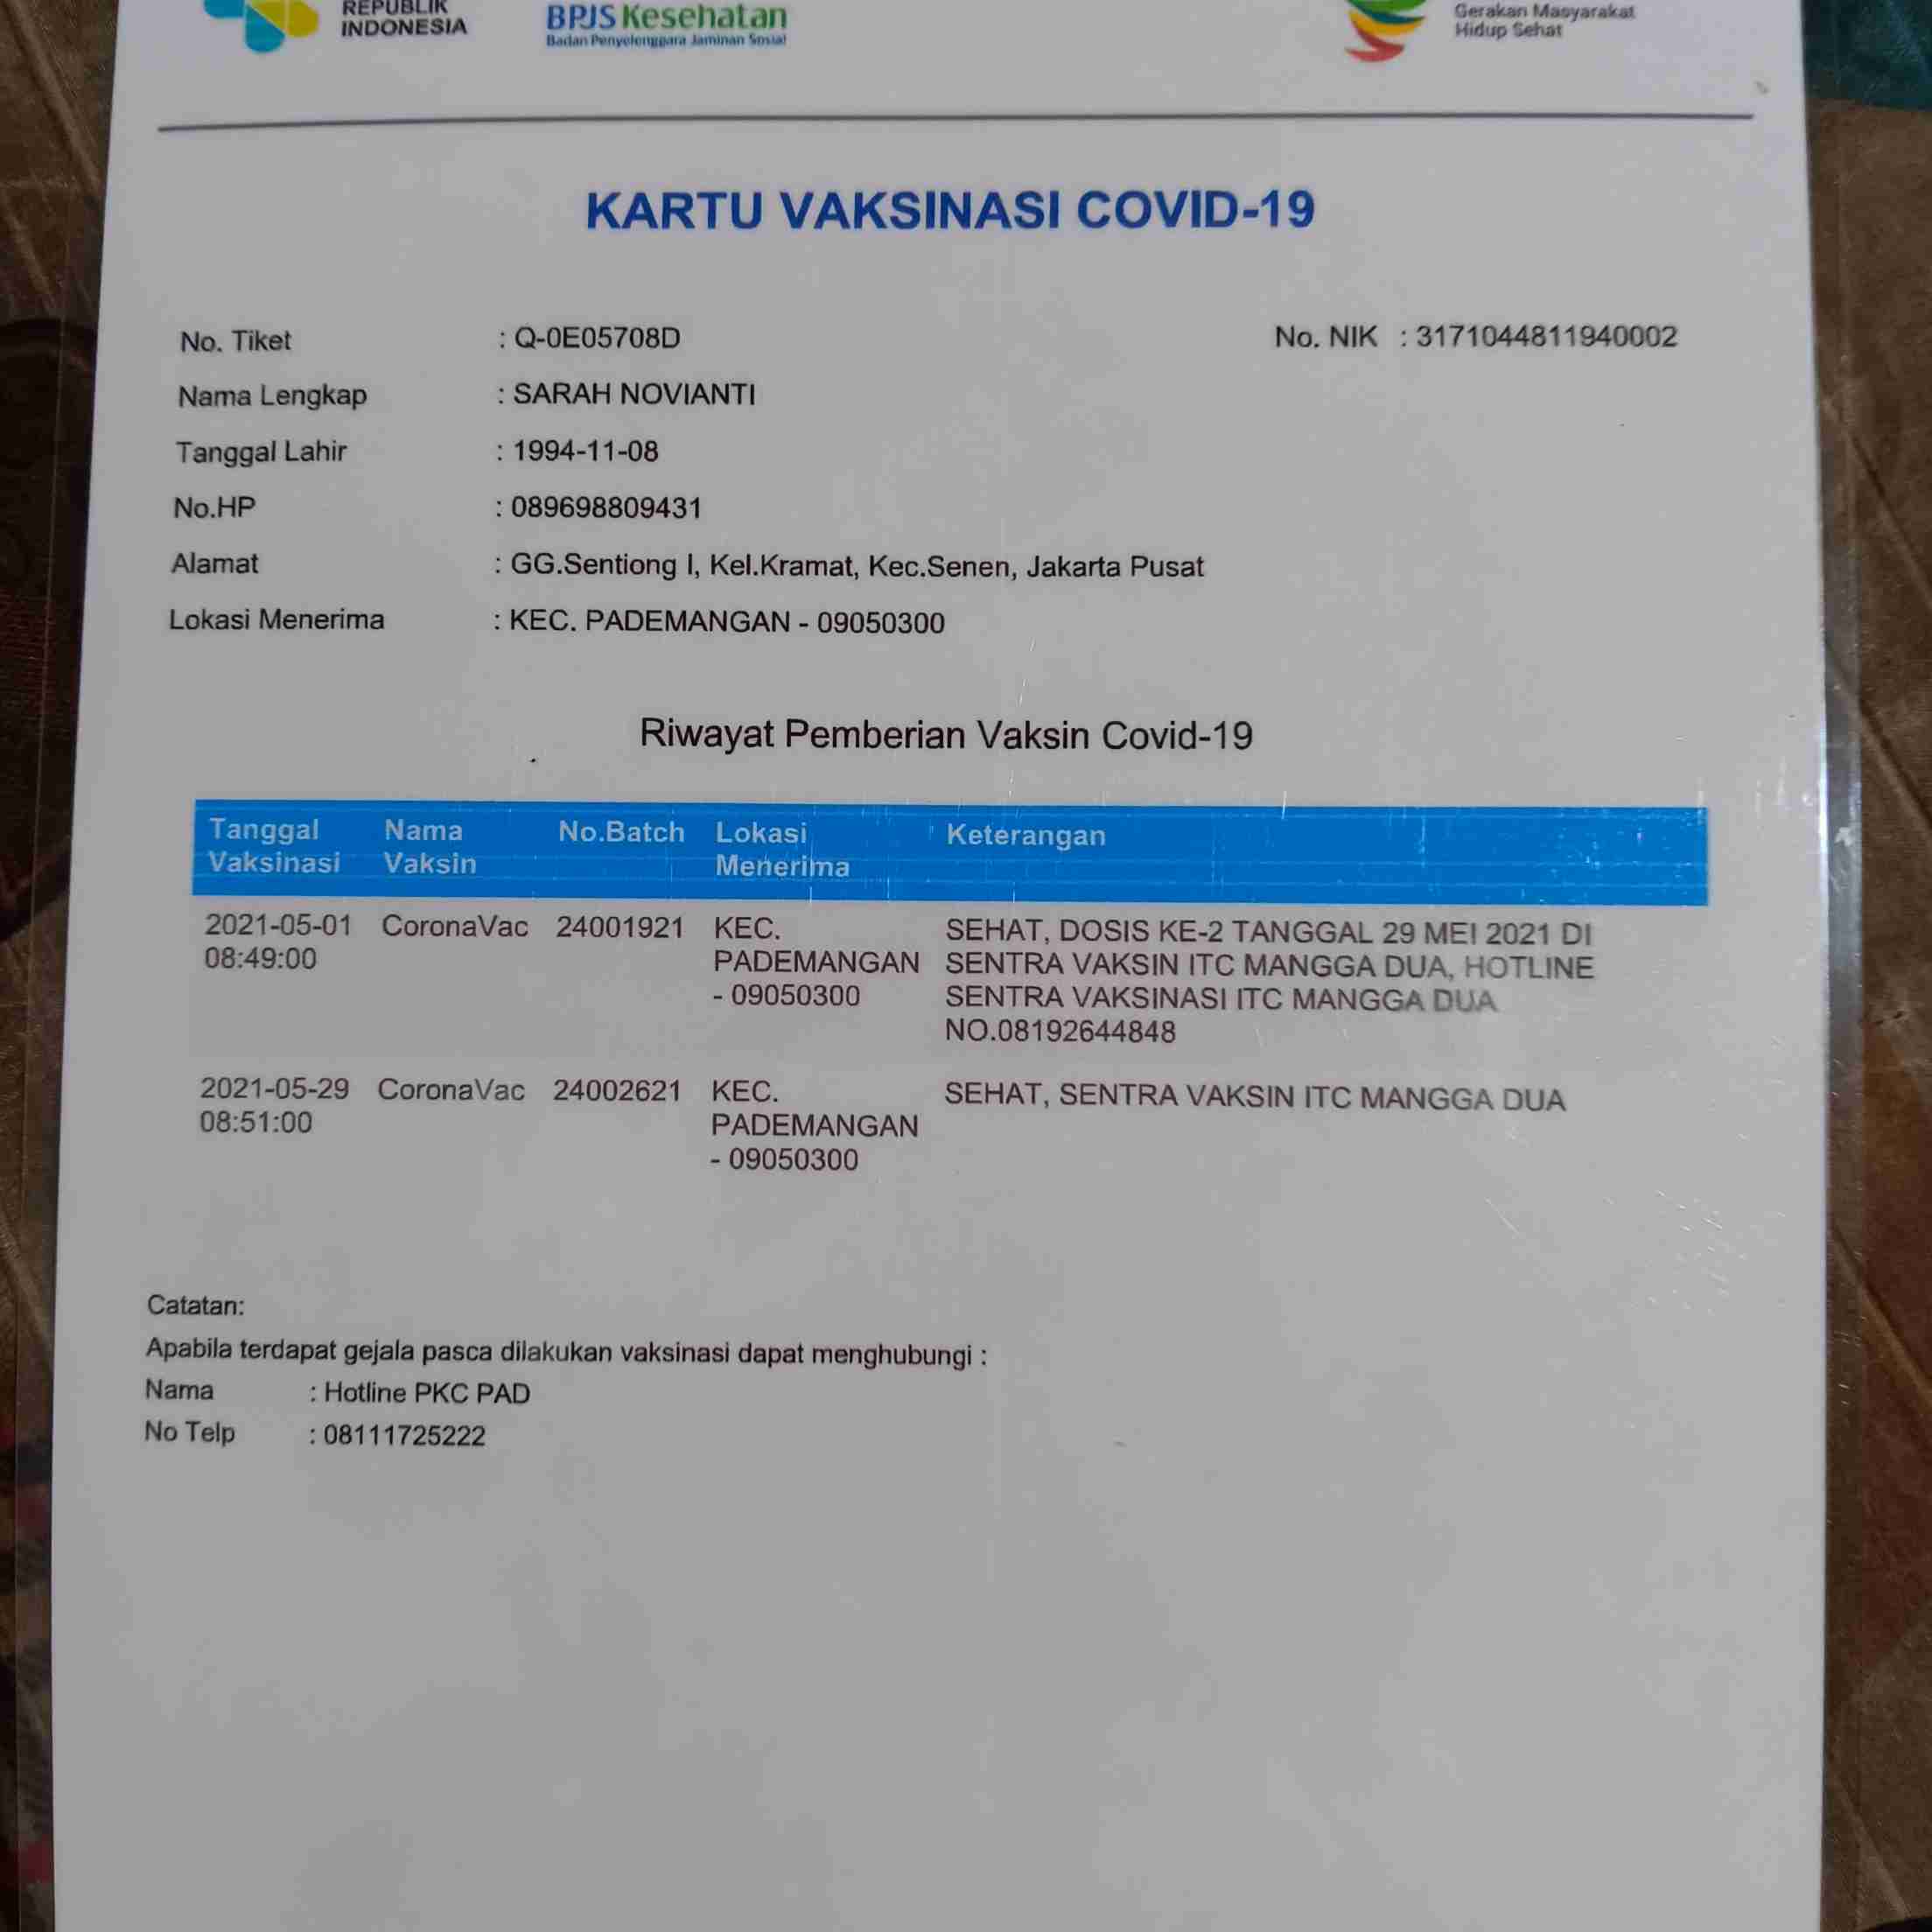 REPUBLIK
INDONESIA
BPJS Kesehatan
Badan Penyelenggara Jaminan Sosial
Gerakan Masyarakat
Hidup Sehat
KARTU VAKSINASI COVID-19
No. Tiket : Q-0E05708D No. NIK : 3171044811940002
Nama Lengkap : SARAH NOVIANTI
Tanggal Lahir : 1994-11-08
No.HP : 089698809431
Alamat : GG.Sentiong I, Kel.Kramat, Kec.Senen, Jakarta Pusat
Lokasi Menerima : KEC. PADEMANGAN - 09050300
Riwayat Pemberian Vaksin Covid-19
Tanggal Nama No.Batch Lokasi Keterangan
Vaksinasi Vaksin Menerima
2021-05-01 CoronaVac 24001921 KEC. SEHAT, DOSIS KE-2 TANGGAL 29 MEI 2021 DI
08:49:00 PADEMANGAN SENTRA VAKSIN ITC MANGGA DUA, HOTLINE
- 09050300 SENTRA VAKSINASI ITC MANGGA DUA
NO.08192644848
2021-05-29 CoronaVac 24002621 KEC. SEHAT, SENTRA VAKSIN ITC MANGGA DUA
08:51:00 PADEMANGAN
- 09050300
Catatan:
Apabila terdapat gejala pasca dilakukan vaksinasi dapat menghubungi :
Nama : Hotline PKC PAD
No Telp : 08111725222